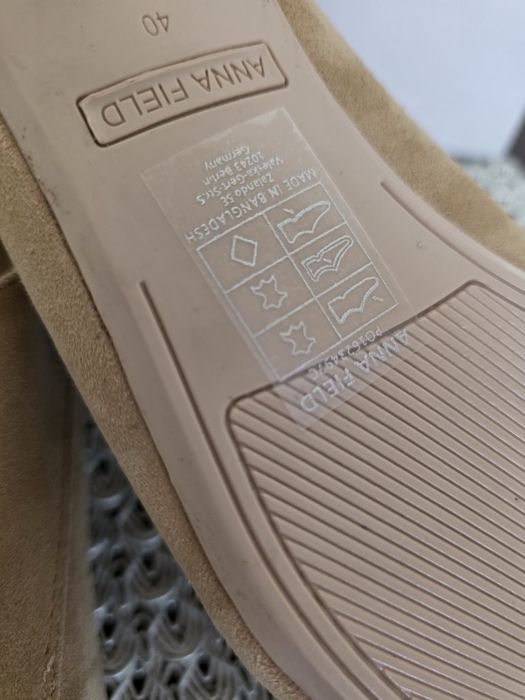 40
ANNA FIELD
ANNA FIELD
MADE IN BANGLADESH
Zalando SE
Valeska-Gert-Str.5
10243 Berlin
Germany